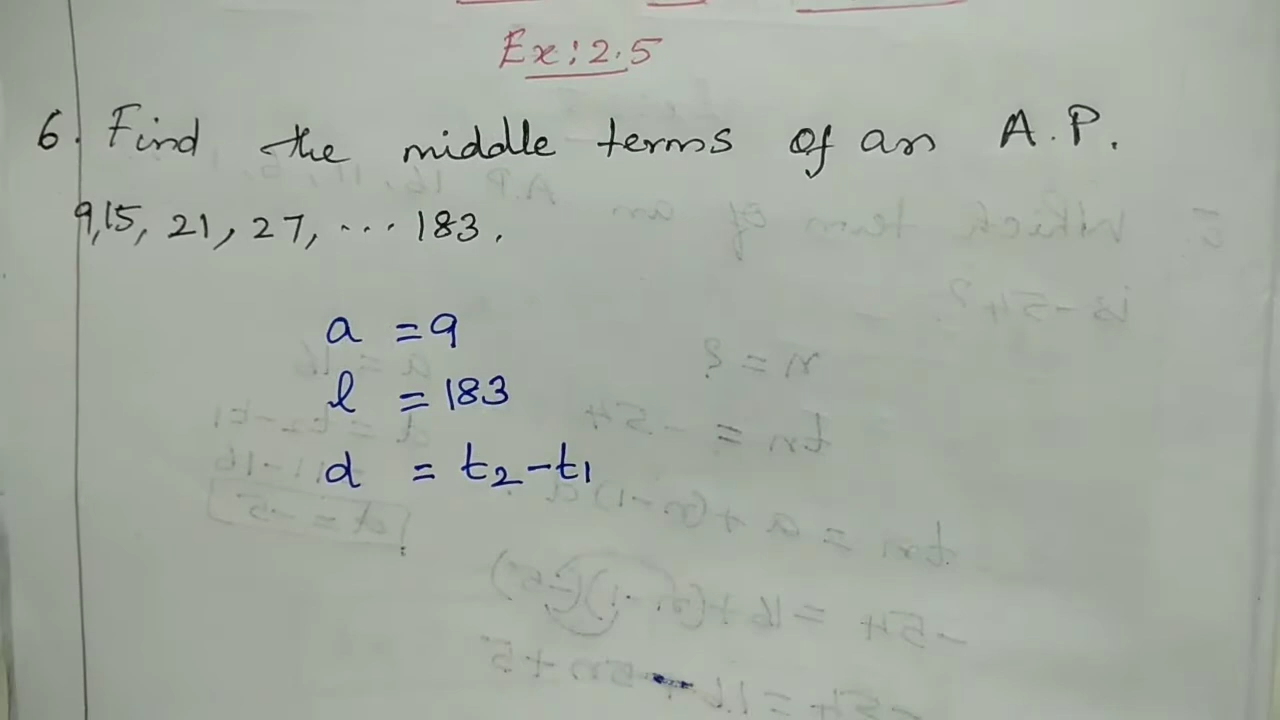 Ex: 2.5
6. Find the middle terms of an A.P.
9, 15, 21, 27, ... 183.
a = 9
l = 183
d = t₂ - t₁